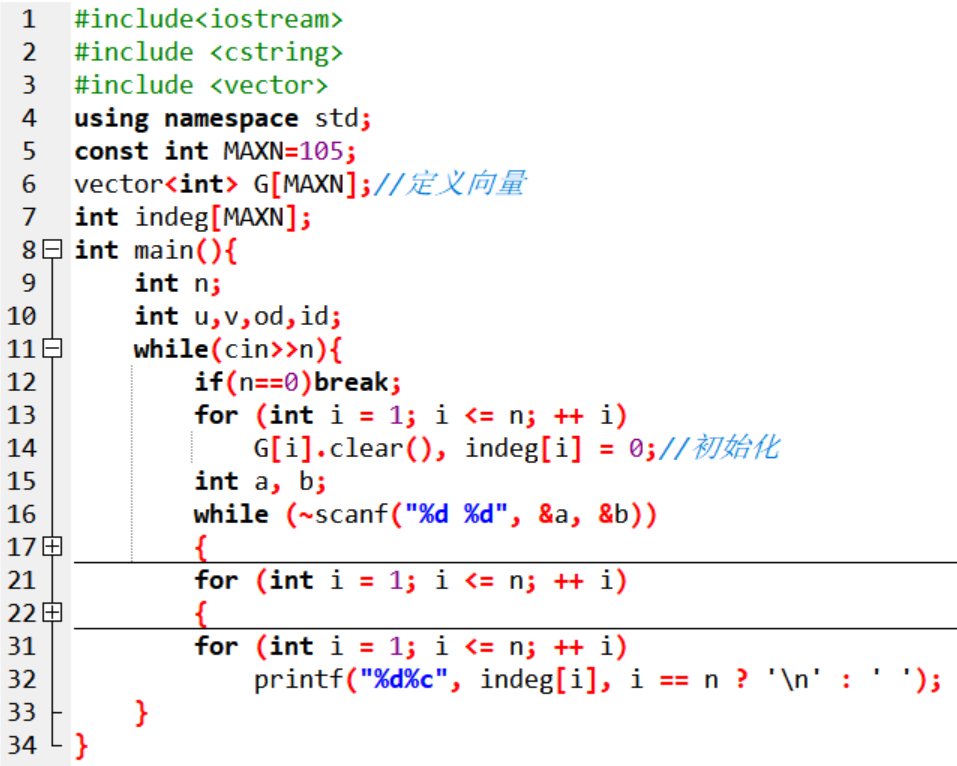 1 #include<iostream>
2 #include <cstring>
3 #include <vector>
4 using namespace std;
5 const int MAXN=105;
6 vector<int> G[MAXN];//定义向量
7 int indeg[MAXN];
8 int main(){
9 int n;
10 int u,v,od,id;
11 while(cin>>n){
12 if(n==0)break;
13 for (int i = 1; i <= n; ++ i)
14 G[i].clear(), indeg[i] = 0;//初始化
15 int a, b;
16 while (~scanf("%d %d", &a, &b))
17 {
21 for (int i = 1; i <= n; ++ i)
22 {
31 for (int i = 1; i <= n; ++ i)
32 printf("%d%c", indeg[i], i == n ? '\n' : ' ');
33 }
34 }